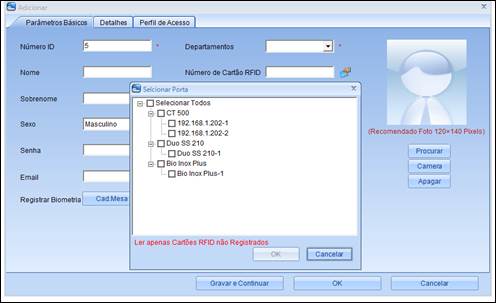 Adicionar
Parâmetros Básicos Detalhes Perfil de Acesso
Número ID 5 * Departamentos *
Nome Número de Cartão RFID
Sobrenome
Sexo Masculino
Senha
Email
Registrar Biometria Cad.Mesa
(Recomendado Foto 120×140 Pixels)
Procurar
Camera
Apagar
Selcionar Porta
Selecionar Todos
CT 500
192.168.1.202-1
192.168.1.202-2
Duo SS 210
Duo SS 210-1
Bio Inox Plus
Bio Inox Plus-1
Ler apenas Cartões RFID não Registrados
OK Cancelar
Gravar e Continuar OK Cancelar